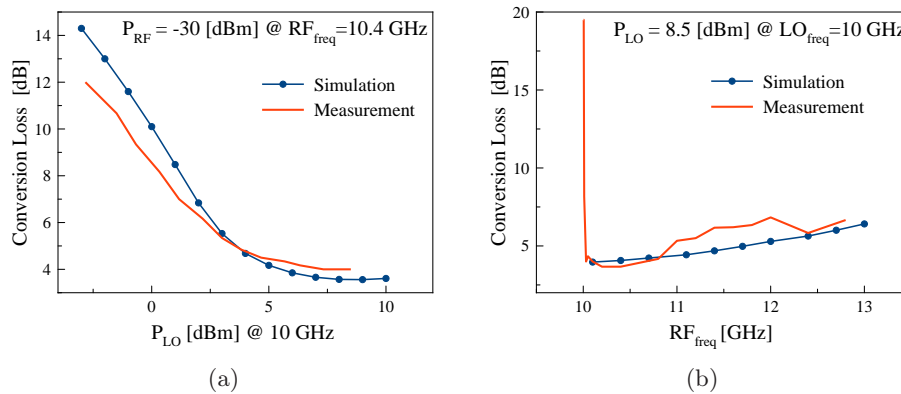 P_RF = -30 [dBm] @ RF_freq=10.4 GHz
Simulation
Measurement
Conversion Loss [dB]
14
12
10
8
6
4
0
5
10
P_LO [dBm] @ 10 GHz
(a)
P_LO = 8.5 [dBm] @ LO_freq=10 GHz
Simulation
Measurement
Conversion Loss [dB]
20
15
10
5
10
11
12
13
RF_freq [GHz]
(b)